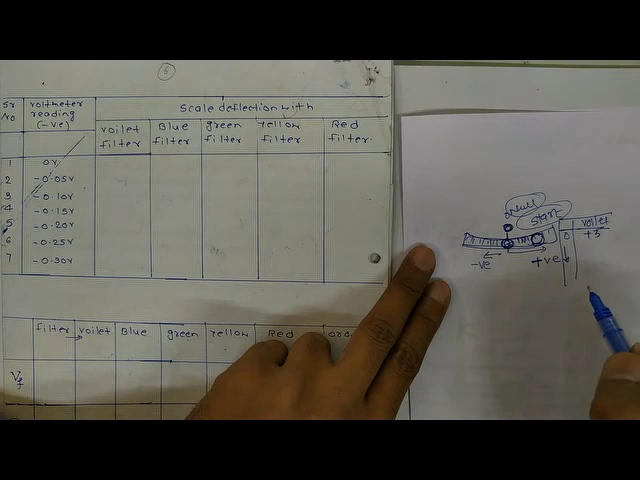 5
Sr No | voltmeter reading (-ve) | Scale deflection with
voilet filter | Blue filter | green filter | yellow filter | Red filter.
1 | 0v
2 | -0.05v
3 | -0.10v
4 | -0.15v
5 | -0.20v
6 | -0.25v
7 | -0.30v
filter → | voilet | Blue | green | yellow | Red
Vf
start
-ve
+ve
voilet
0 | +5